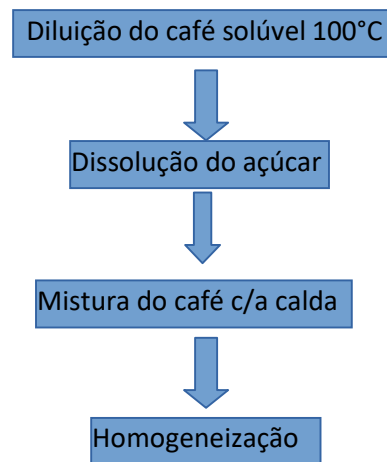 Diluição do café solúvel 100°C
Dissolução do açúcar
Mistura do café c/a calda
Homogeneização